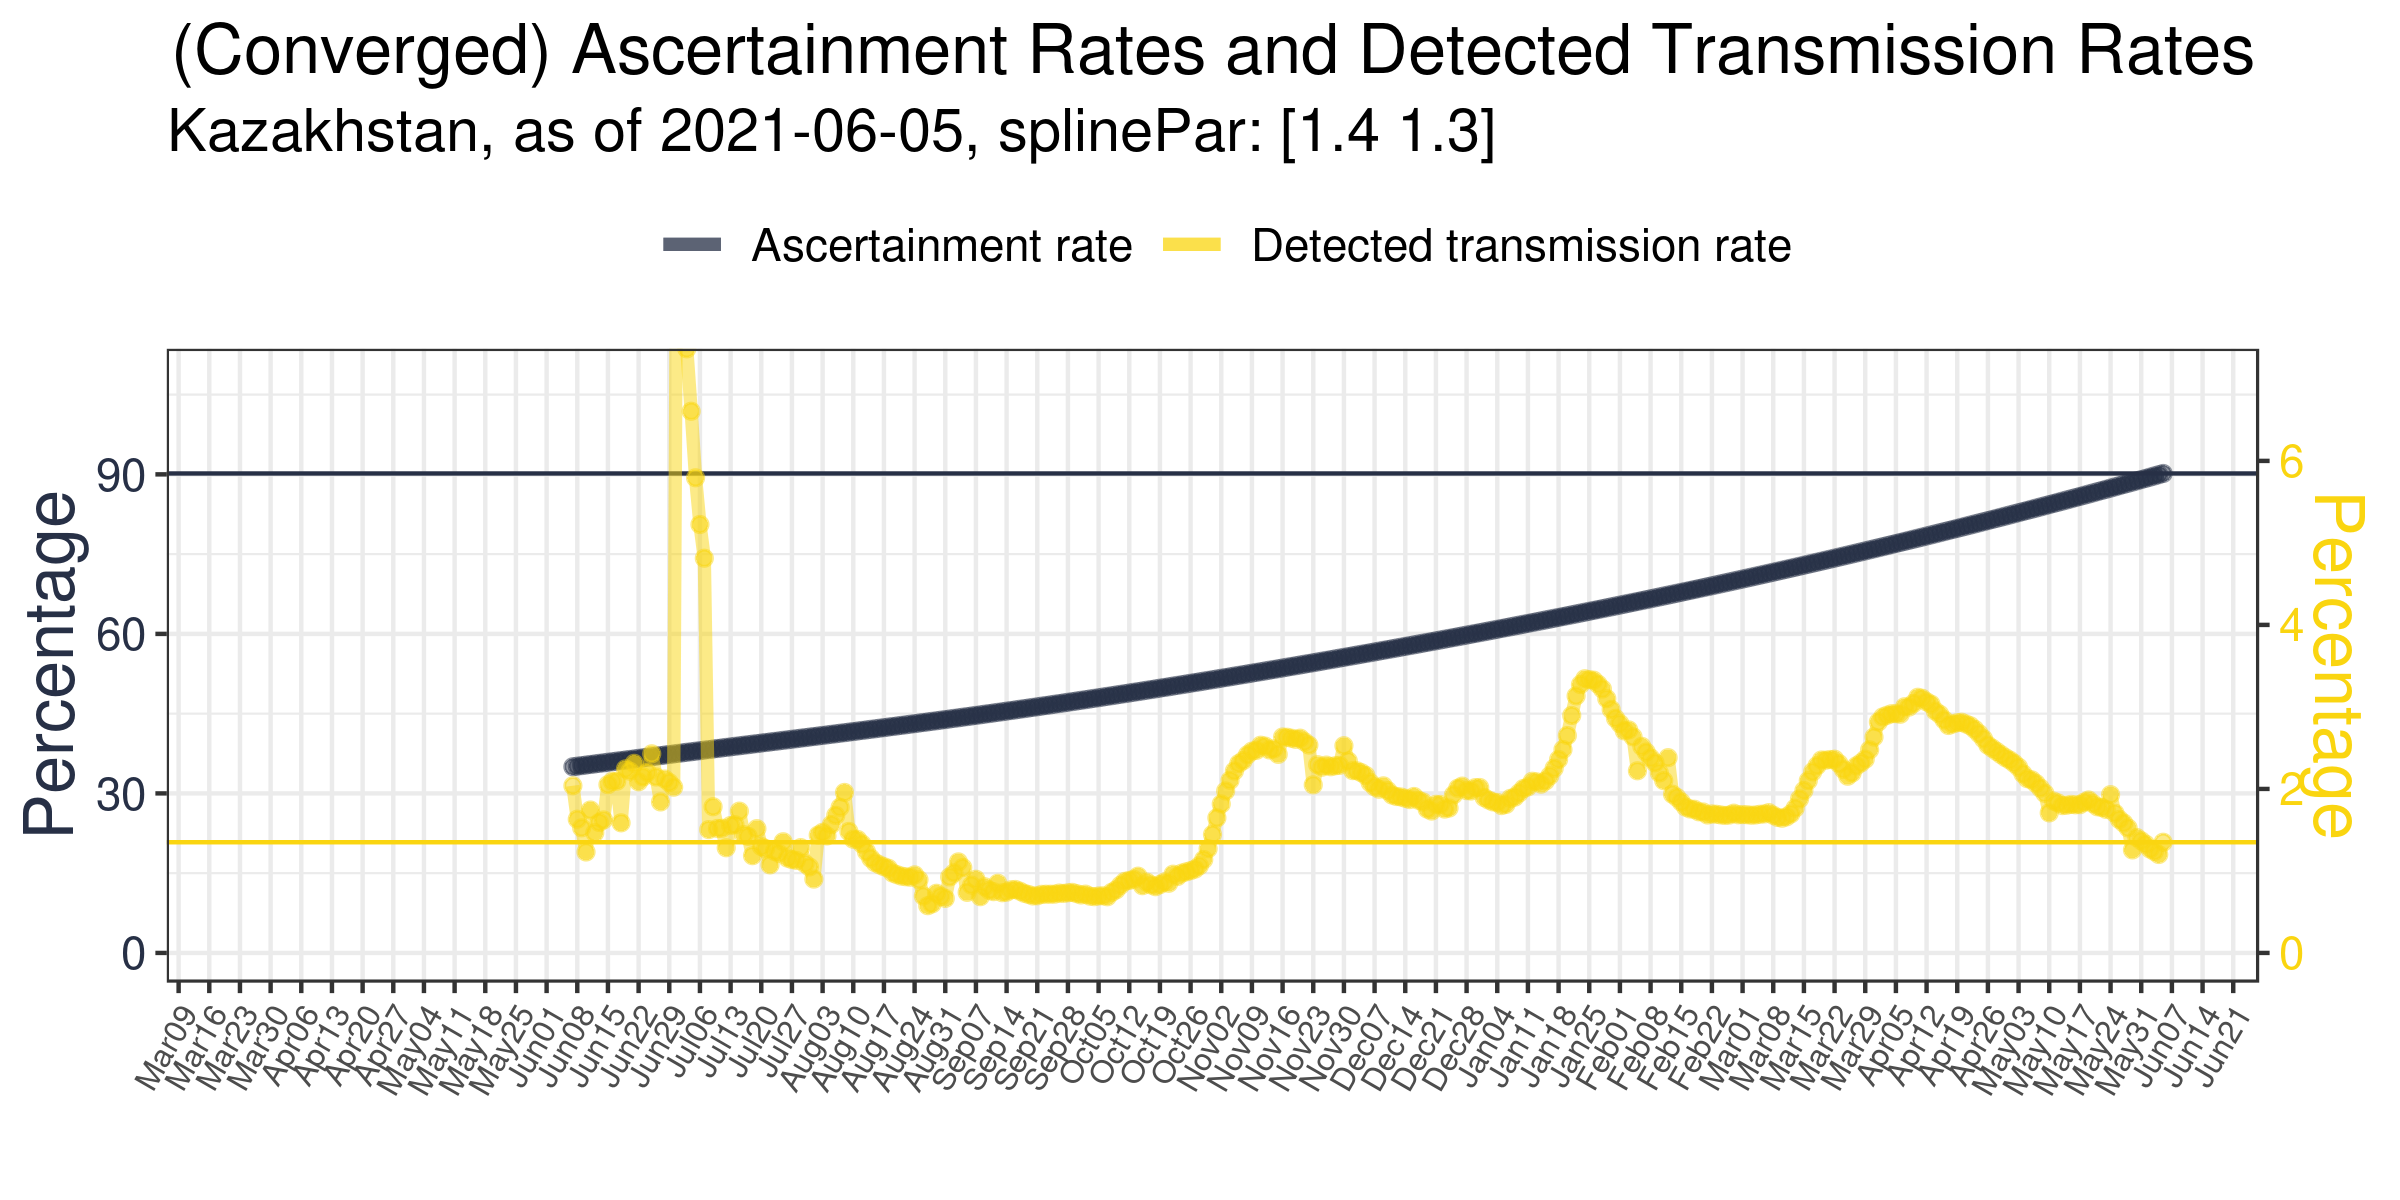 (Converged) Ascertainment Rates and Detected Transmission Rates
Kazakhstan, as of 2021-06-05, splinePar: [1.4 1.3]
Ascertainment rate Detected transmission rate
Percentage
90
60
30
0
6
4
2
0
Percentage
Mar09 Mar16 Mar23 Mar30 Apr06 Apr13 Apr20 Apr27 May04 May11 May18 May25 Jun01 Jun08 Jun15 Jun22 Jun29 Jul06 Jul13 Jul20 Jul27 Aug03 Aug10 Aug17 Aug24 Aug31 Sep07 Sep14 Sep21 Sep28 Oct05 Oct12 Oct19 Oct26 Nov02 Nov09 Nov16 Nov23 Nov30 Dec07 Dec14 Dec21 Dec28 Jan04 Jan11 Jan18 Jan25 Feb01 Feb08 Feb15 Feb22 Mar01 Mar08 Mar15 Mar22 Mar29 Apr05 Apr12 Apr19 Apr26 May03 May10 May17 May24 May31 Jun07 Jun14 Jun21